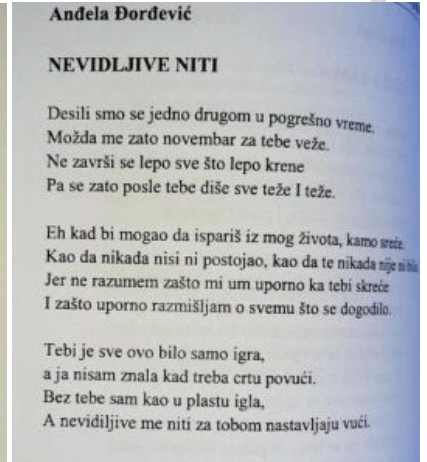 Anđela Đorđević
NEVIDLJIVE NITI
Desili smo se jedno drugom u pogrešno vreme,
Možda me zato novembar za tebe veže.
Ne završi se lepo sve što lepo krene
Pa se zato posle tebe diše sve teže I teže.
Eh kad bi mogao da ispariš iz mog života, kamo sreće.
Kao da nikada nisi ni postojao, kao da te nikada nije ni bilo
Jer ne razumem zašto mi um uporno ka tebi skreće
I zašto uporno razmišljam o svemu što se dogodilo.
Tebi je sve ovo bilo samo igra,
a ja nisam znala kad treba crtu povući.
Bez tebe sam kao u plastu igla,
A nevidiljive me niti za tobom nastavljaju vući.